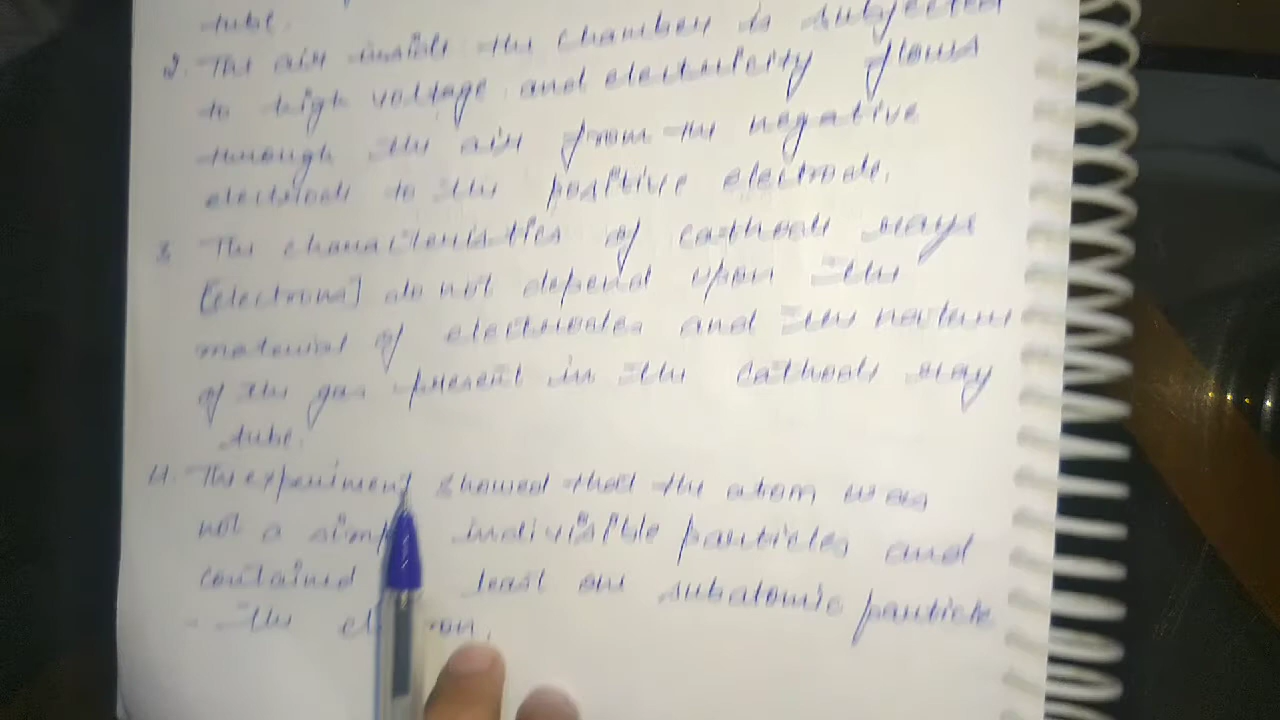 tube.
2. The air inside the chamber is subjected
to high voltage and electricity flows
through the air from the negative
electrode to the positive electrode.
3 The characteristics of cathode rays
[electrons] do not depend upon the
material of electrodes and the nature
of the gas present in the cathode ray
tube.
4. The experiment showed that the atom was
not a indivisible particles and
contained least one subatomic particle
- The